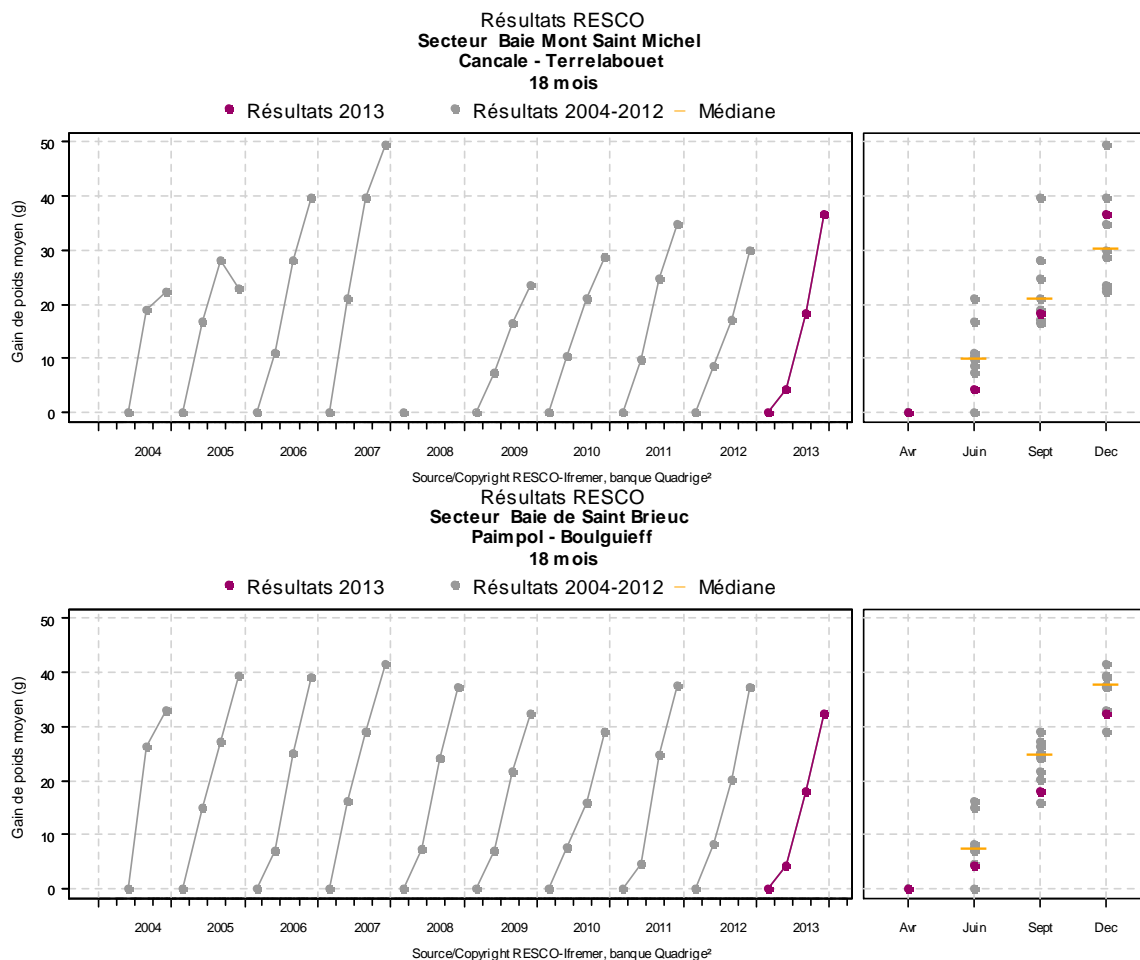 Résultats RESCO
Secteur Baie Mont Saint Michel
Cancale - Terrelabouet
18 mois
Résultats 2013 Résultats 2004-2012 Médiane
Gain de poids moyen (g)
50
40
30
20
10
0
2004 2005 2006 2007 2008 2009 2010 2011 2012 2013
Avr Juin Sept Dec
Source/Copyright RESCO-Ifremer, banque Quadrige²
Résultats RESCO
Secteur Baie de Saint Brieuc
Paimpol - Boulguieff
18 mois
Résultats 2013 Résultats 2004-2012 Médiane
Gain de poids moyen (g)
50
40
30
20
10
0
2004 2005 2006 2007 2008 2009 2010 2011 2012 2013
Avr Juin Sept Dec
Source/Copyright RESCO-Ifremer, banque Quadrige²